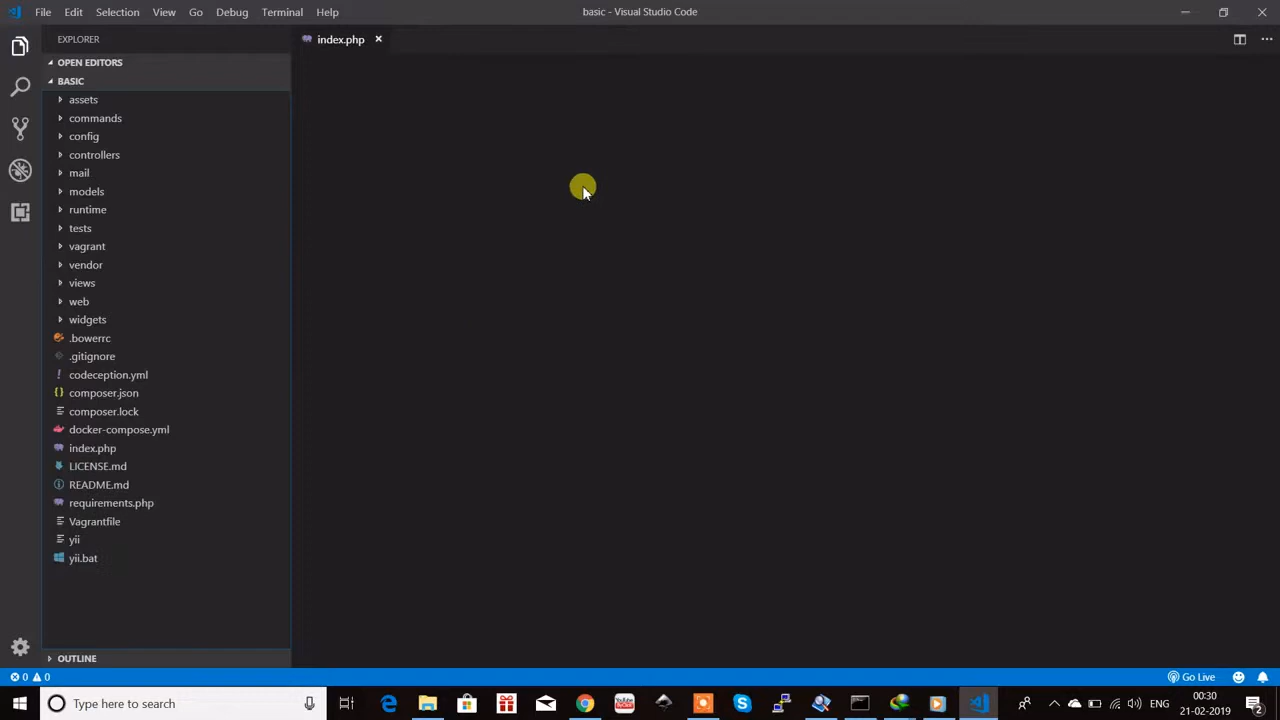 File Edit Selection View Go Debug Terminal Help
basic - Visual Studio Code
EXPLORER
index.php
OPEN EDITORS
BASIC
assets
commands
config
controllers
mail
models
runtime
tests
vagrant
vendor
views
web
widgets
.bowerrc
.gitignore
codeception.yml
composer.json
composer.lock
docker-compose.yml
index.php
LICENSE.md
README.md
requirements.php
Vagrantfile
yii
yii.bat
OUTLINE
0 0
Go Live
Type here to search
ENG
00:30
21-02-2019
2